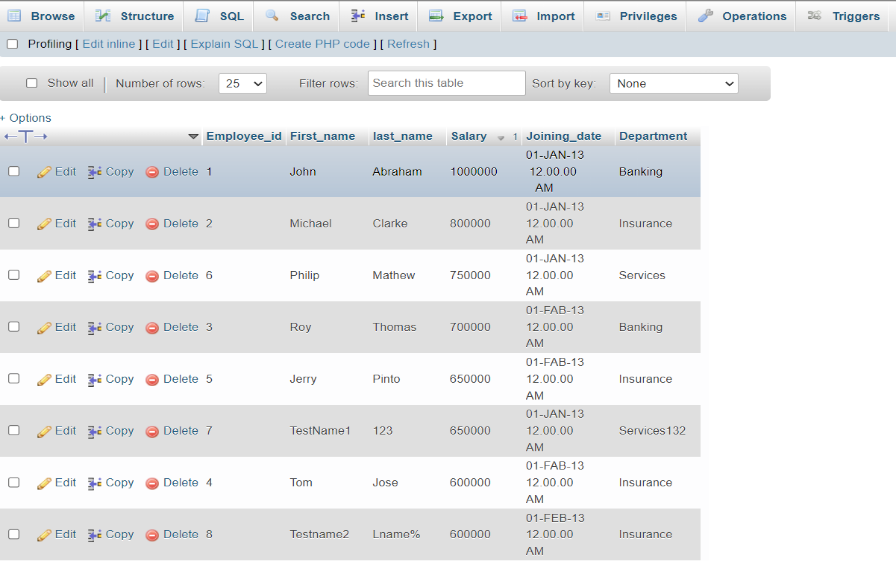 Browse Structure SQL Search Insert Export Import Privileges Operations Triggers
Profiling [ Edit inline ] [ Edit ] [ Explain SQL ] [ Create PHP code ] [ Refresh ]
Show all Number of rows: 25 Filter rows: Search this table Sort by key: None
+ Options
←T→ Employee_id First_name last_name Salary 1 Joining_date Department
Edit Copy Delete 1 John Abraham 1000000 01-JAN-13 12.00.00 AM Banking
Edit Copy Delete 2 Michael Clarke 800000 01-JAN-13 12.00.00 AM Insurance
Edit Copy Delete 6 Philip Mathew 750000 01-JAN-13 12.00.00 AM Services
Edit Copy Delete 3 Roy Thomas 700000 01-FAB-13 12.00.00 AM Banking
Edit Copy Delete 5 Jerry Pinto 650000 01-FAB-13 12.00.00 AM Insurance
Edit Copy Delete 7 TestName1 123 650000 01-JAN-13 12.00.00 AM Services132
Edit Copy Delete 4 Tom Jose 600000 01-FAB-13 12.00.00 AM Insurance
Edit Copy Delete 8 Testname2 Lname% 600000 01-FEB-13 12.00.00 AM Insurance